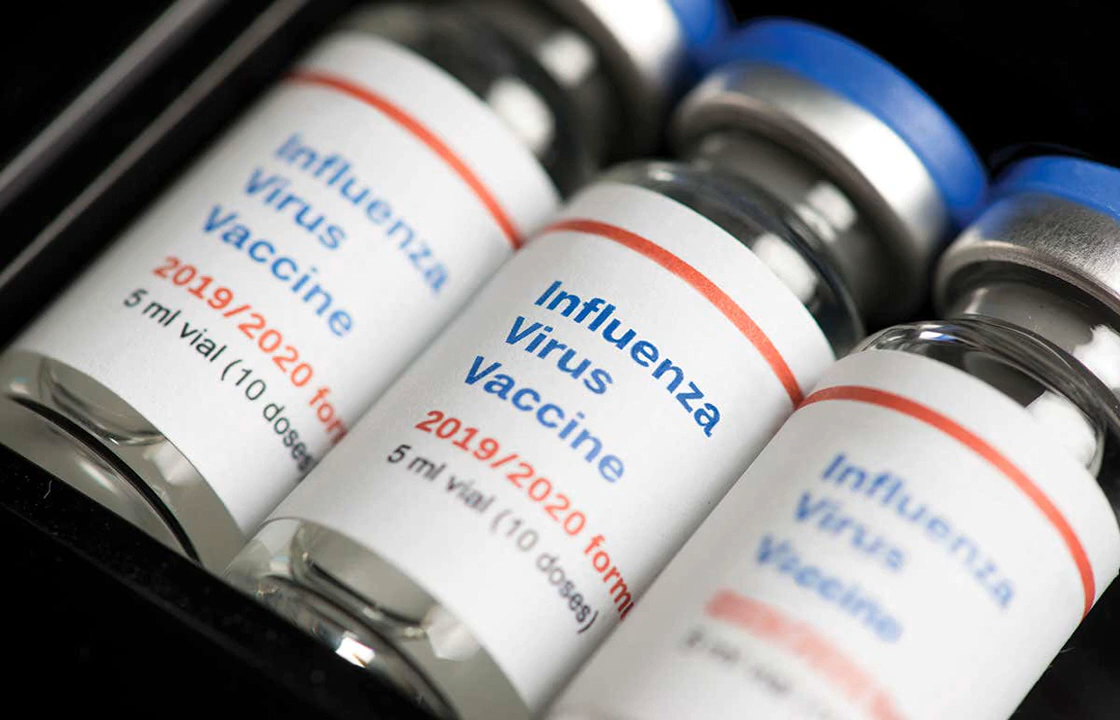 Influenza
Virus
Vaccine
2019/2020 form
5 ml vial (10 doses)
Influenza
Virus
Vaccine
2019/2020 formu
5 ml vial (10 doses)
Influenza
Virus
Vaccine